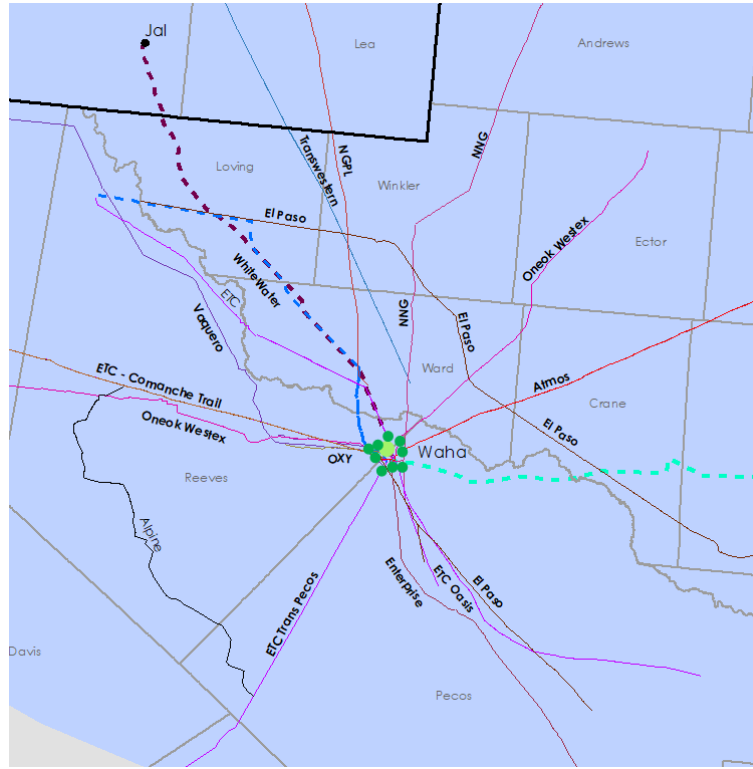 Jal
Lea
Andrews
Loving
Transwestern
NGPL
NNG
Winkler
El Paso
Oneok Westex
Ector
WhiteWater
ETC
Vaquero
NNG
El Paso
Ward
ETC - Comanche Trail
Atmos
Crane
Oneok Westex
El Paso
OXY
Waha
Reeves
Alpine
ETC Trans Pecos
Enterprise
ETC Oasis
El Paso
Davis
Pecos